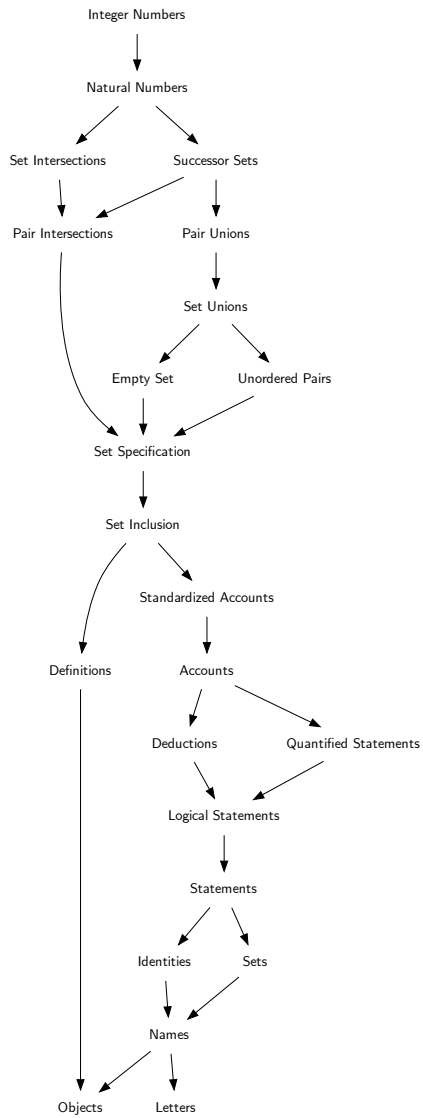 Integer Numbers
Natural Numbers
Set Intersections
Successor Sets
Pair Intersections
Pair Unions
Set Unions
Empty Set
Unordered Pairs
Set Specification
Set Inclusion
Standardized Accounts
Definitions
Accounts
Deductions
Quantified Statements
Logical Statements
Statements
Identities
Sets
Names
Objects
Letters